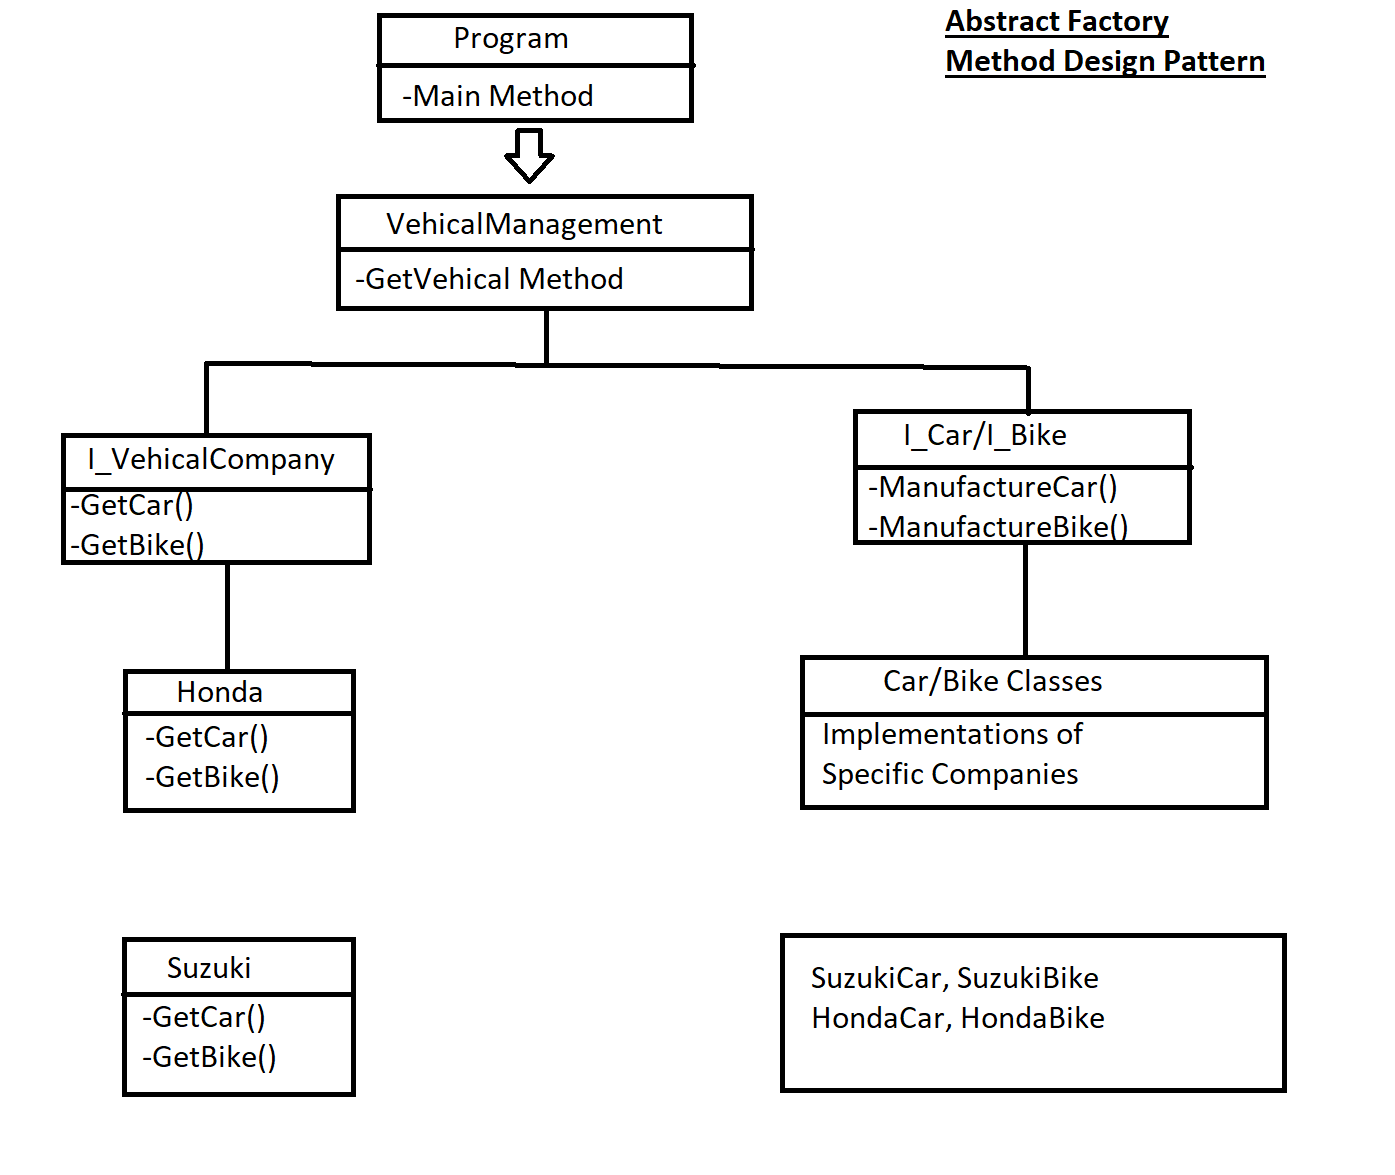 Abstract Factory
Method Design Pattern
Program
-Main Method
VehicalManagement
-GetVehical Method
I_VehicalCompany
-GetCar()
-GetBike()
I_Car/I_Bike
-ManufactureCar()
-ManufactureBike()
Honda
-GetCar()
-GetBike()
Car/Bike Classes
Implementations of
Specific Companies
Suzuki
-GetCar()
-GetBike()
SuzukiCar, SuzukiBike
HondaCar, HondaBike